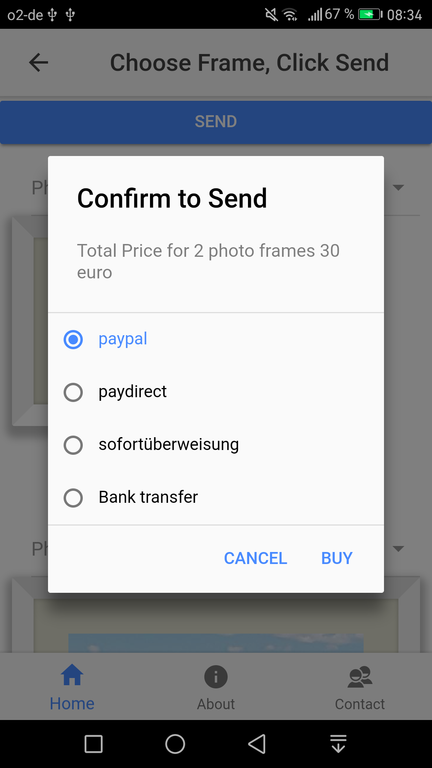 o2-de 67 % 08:34
Choose Frame, Click Send
SEND
Ph
Confirm to Send
Total Price for 2 photo frames 30
euro
paypal
paydirect
sofortüberweisung
Bank transfer
Ph
CANCEL BUY
Home About Contact